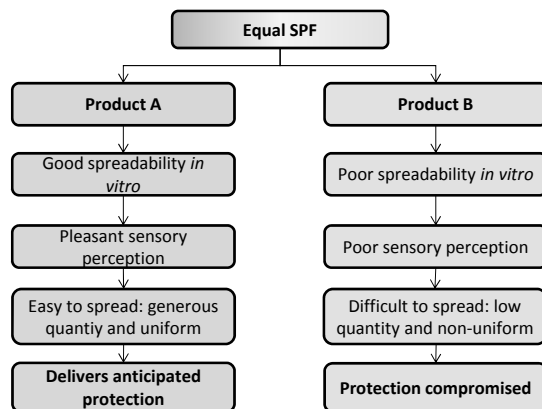 Equal SPF
Product A
Good spreadability in
vitro
Pleasant sensory
perception
Easy to spread: generous
quantiy and uniform
Delivers anticipated
protection
Product B
Poor spreadability in vitro
Poor sensory perception
Difficult to spread: low
quantity and non-uniform
Protection compromised